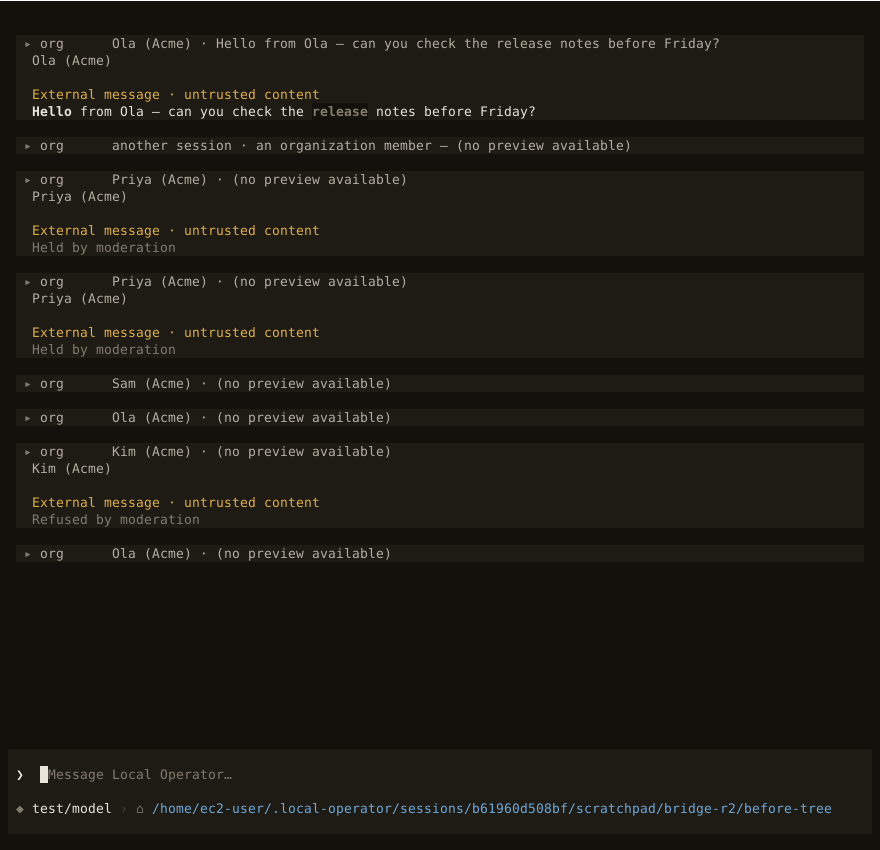 ▸ org      Ola (Acme) · Hello from Ola — can you check the release notes before Friday?
Ola (Acme)
External message · untrusted content
Hello from Ola — can you check the release notes before Friday?
▸ org      another session · an organization member — (no preview available)
▸ org      Priya (Acme) · (no preview available)
Priya (Acme)
External message · untrusted content
Held by moderation
▸ org      Priya (Acme) · (no preview available)
Priya (Acme)
External message · untrusted content
Held by moderation
▸ org      Sam (Acme) · (no preview available)
▸ org      Ola (Acme) · (no preview available)
▸ org      Kim (Acme) · (no preview available)
Kim (Acme)
External message · untrusted content
Refused by moderation
▸ org      Ola (Acme) · (no preview available)
❯ Message Local Operator…
◆ test/model › ⌂ /home/ec2-user/.local-operator/sessions/b61960d508bf/scratchpad/bridge-r2/before-tree